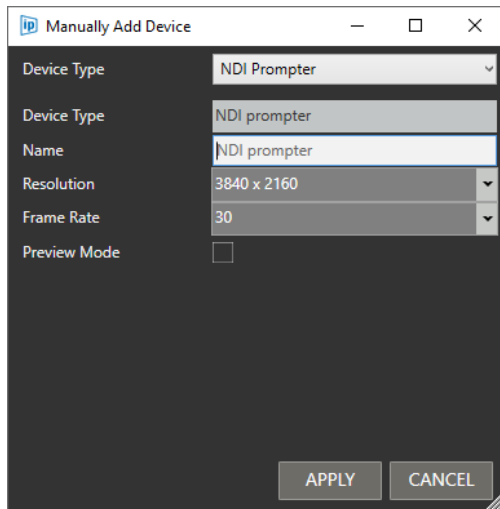 ip Manually Add Device
Device Type NDI Prompter
Device Type NDI prompter
Name NDI prompter
Resolution 3840 x 2160
Frame Rate 30
Preview Mode
APPLY CANCEL